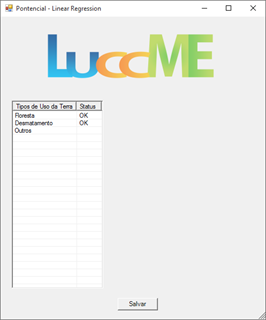 Pontencial - Linear Regression
LuccME
Tipos de Uso da Terra Status
Floresta OK
Desmatamento OK
Outros
Salvar